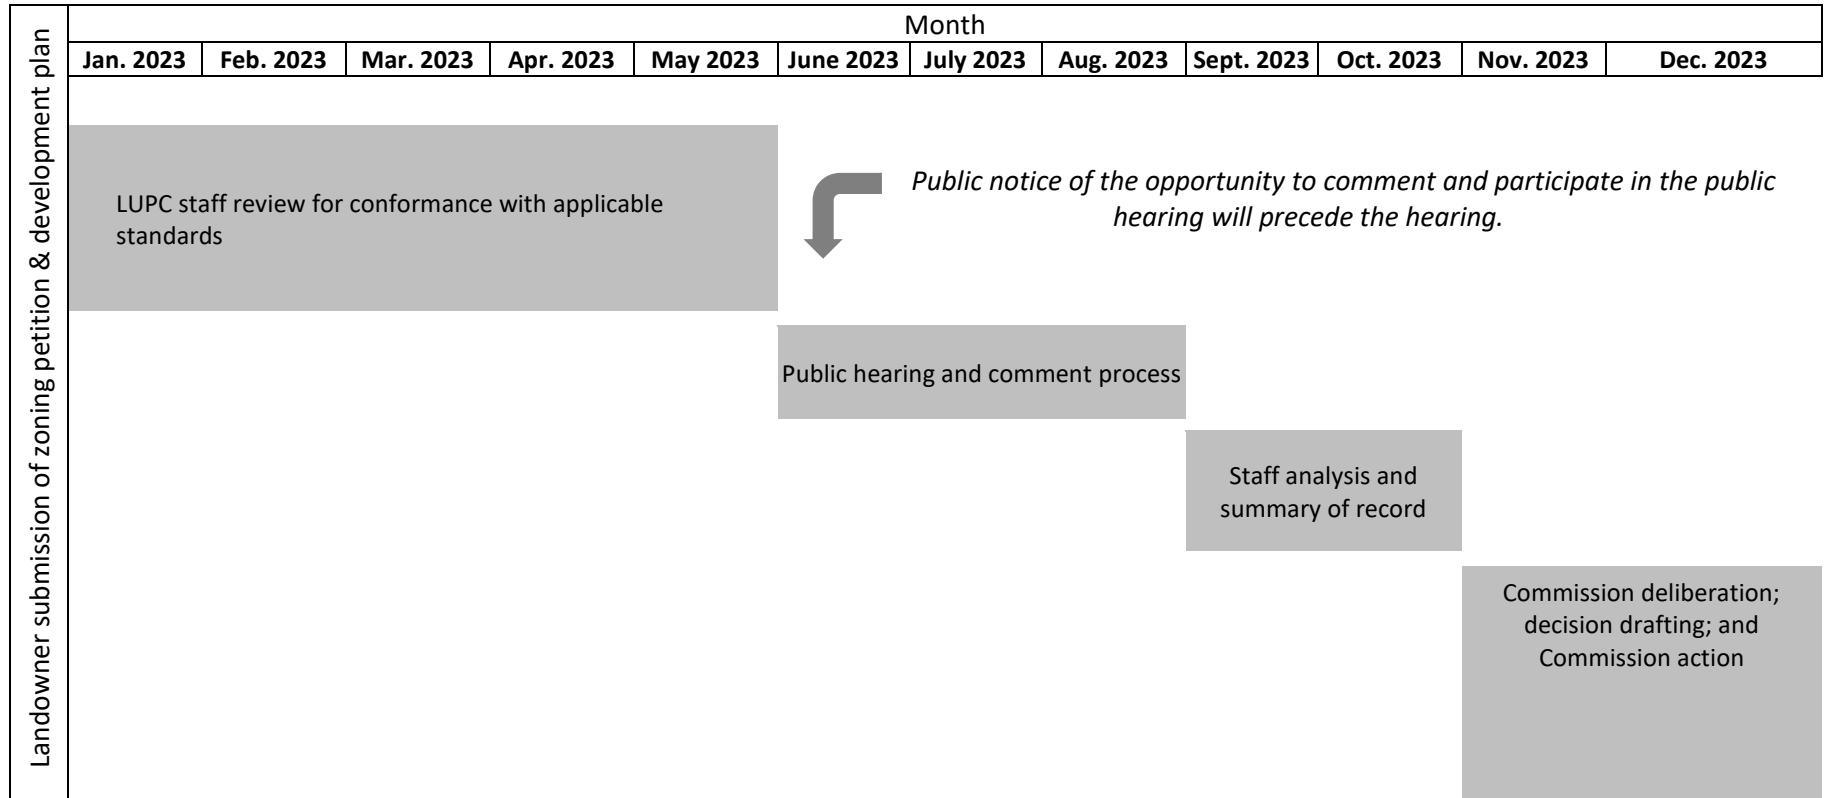 Landowner submission of zoning petition & development plan
Month
Jan. 2023 Feb. 2023 Mar. 2023 Apr. 2023 May 2023 June 2023 July 2023 Aug. 2023 Sept. 2023 Oct. 2023 Nov. 2023 Dec. 2023
LUPC staff review for conformance with applicable
standards
Public notice of the opportunity to comment and participate in the public
hearing will precede the hearing.
Public hearing and comment process
Staff analysis and
summary of record
Commission deliberation;
decision drafting; and
Commission action